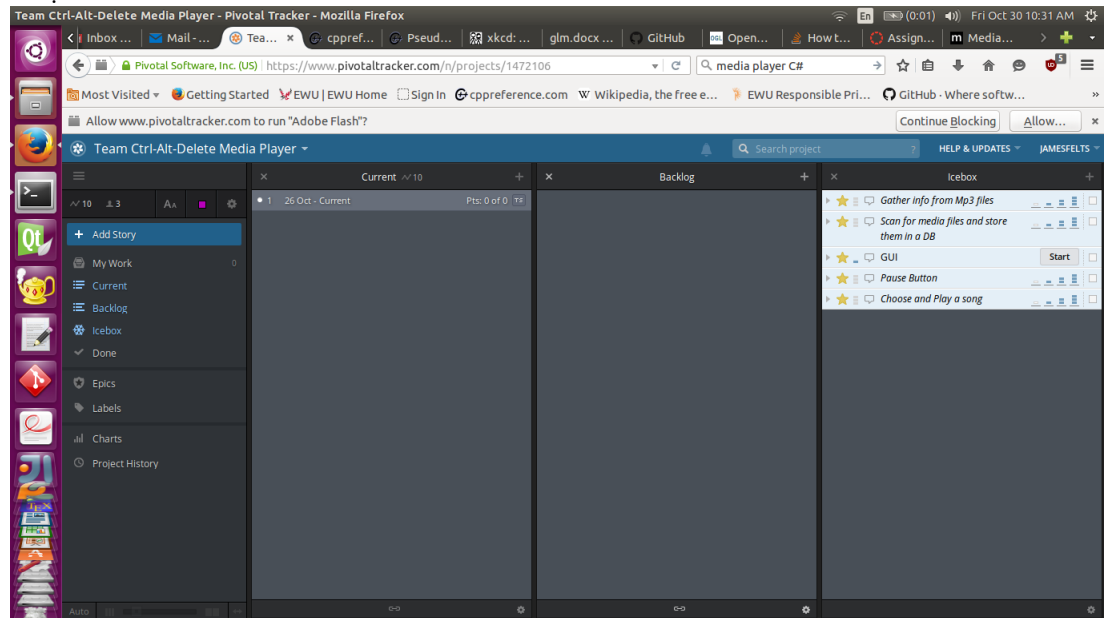 Team Ctrl-Alt-Delete Media Player - Pivotal Tracker - Mozilla Firefox
En (0:01) Fri Oct 30 10:31 AM
Inbox ... Mail - ... Tea... × cppref... Pseud... xkcd: ... glm.docx ... GitHub OGL Open... How t... Assign... m Media...
Pivotal Software, Inc. (US) https://www.pivotaltracker.com/n/projects/1472106 media player C# 5
Most Visited Getting Started EWU | EWU Home Sign In cppreference.com W Wikipedia, the free e... EWU Responsible Pri... GitHub · Where softw... »
Allow www.pivotaltracker.com to run "Adobe Flash"? Continue Blocking Allow... ×
Team Ctrl-Alt-Delete Media Player Search project ? HELP & UPDATES JAMESFELTS
× Current 10 + × Backlog + × Icebox +
10 3 AA
1 26 Oct - Current Pts: 0 of 0 TS
+ Add Story
My Work 0
Current
Backlog
Icebox
Done
Epics
Labels
Charts
Project History
Auto
Gather info from Mp3 files
Scan for media files and store
them in a DB
GUI Start
Pause Button
Choose and Play a song
Qt